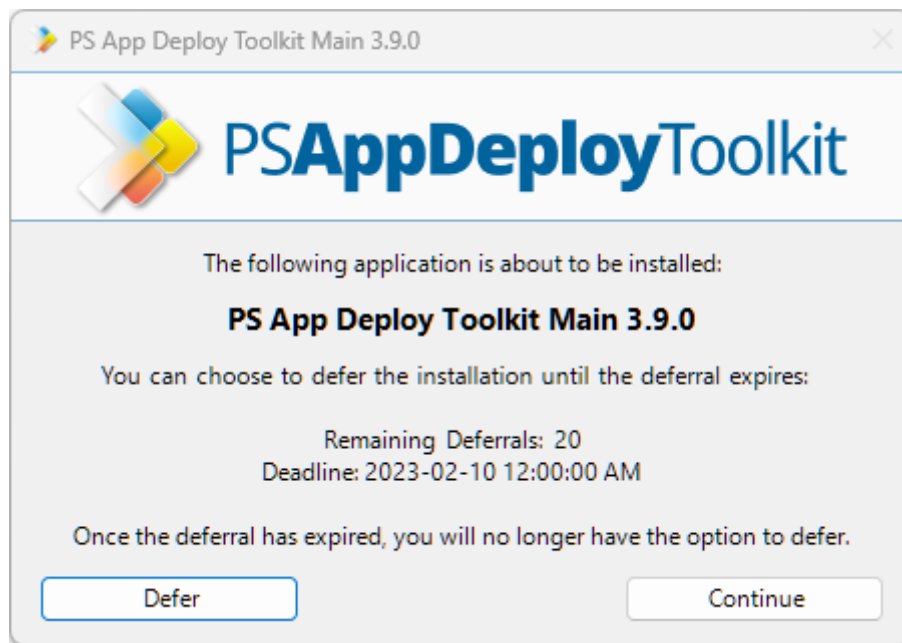 PS App Deploy Toolkit Main 3.9.0
PSAppDeployToolkit
The following application is about to be installed:
PS App Deploy Toolkit Main 3.9.0
You can choose to defer the installation until the deferral expires:
Remaining Deferrals: 20
Deadline: 2023-02-10 12:00:00 AM
Once the deferral has expired, you will no longer have the option to defer.
Defer
Continue